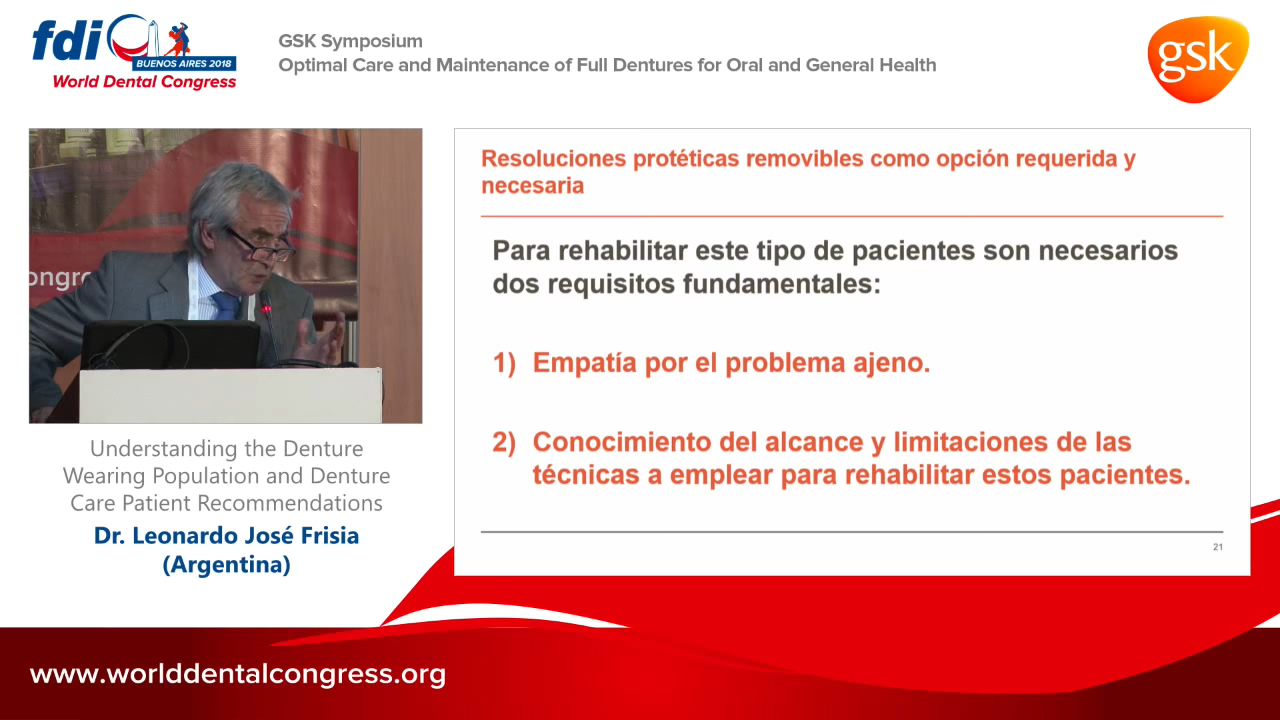 fdi
BUENOS AIRES 2018
World Dental Congress
GSK Symposium
Optimal Care and Maintenance of Full Dentures for Oral and General Health
gsk
ongre
Resoluciones protéticas removibles como opción requerida y
necesaria
Para rehabilitar este tipo de pacientes son necesarios
dos requisitos fundamentales:
1) Empatía por el problema ajeno.
2) Conocimiento del alcance y limitaciones de las
técnicas a emplear para rehabilitar estos pacientes.
21
Understanding the Denture
Wearing Population and Denture
Care Patient Recommendations
Dr. Leonardo José Frisia
(Argentina)
www.worlddentalcongress.org